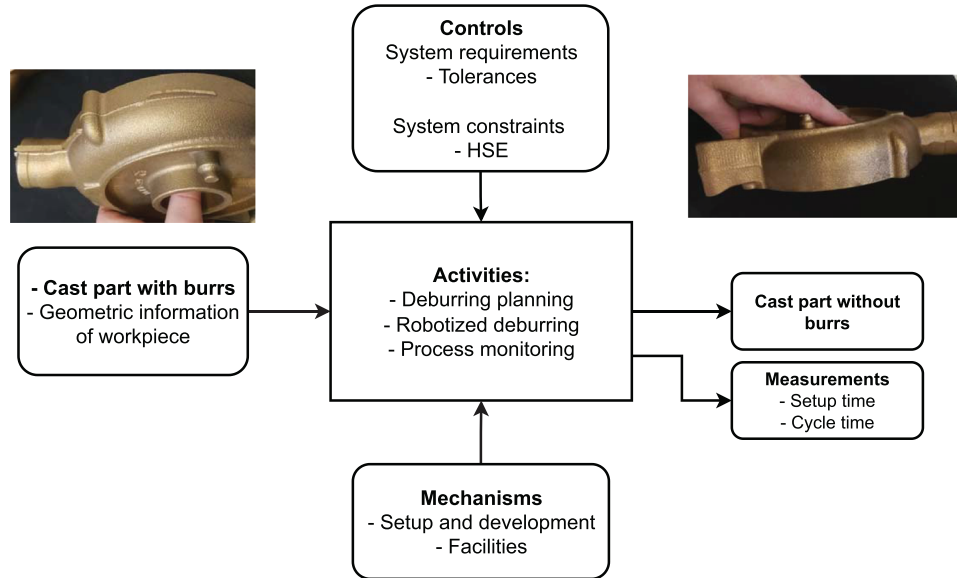 Controls
System requirements
- Tolerances
System constraints
- HSE
- Cast part with burrs
- Geometric information
of workpiece
Activities:
- Deburring planning
- Robotized deburring
- Process monitoring
Cast part without
burrs
Measurements
- Setup time
- Cycle time
Mechanisms
- Setup and development
- Facilities